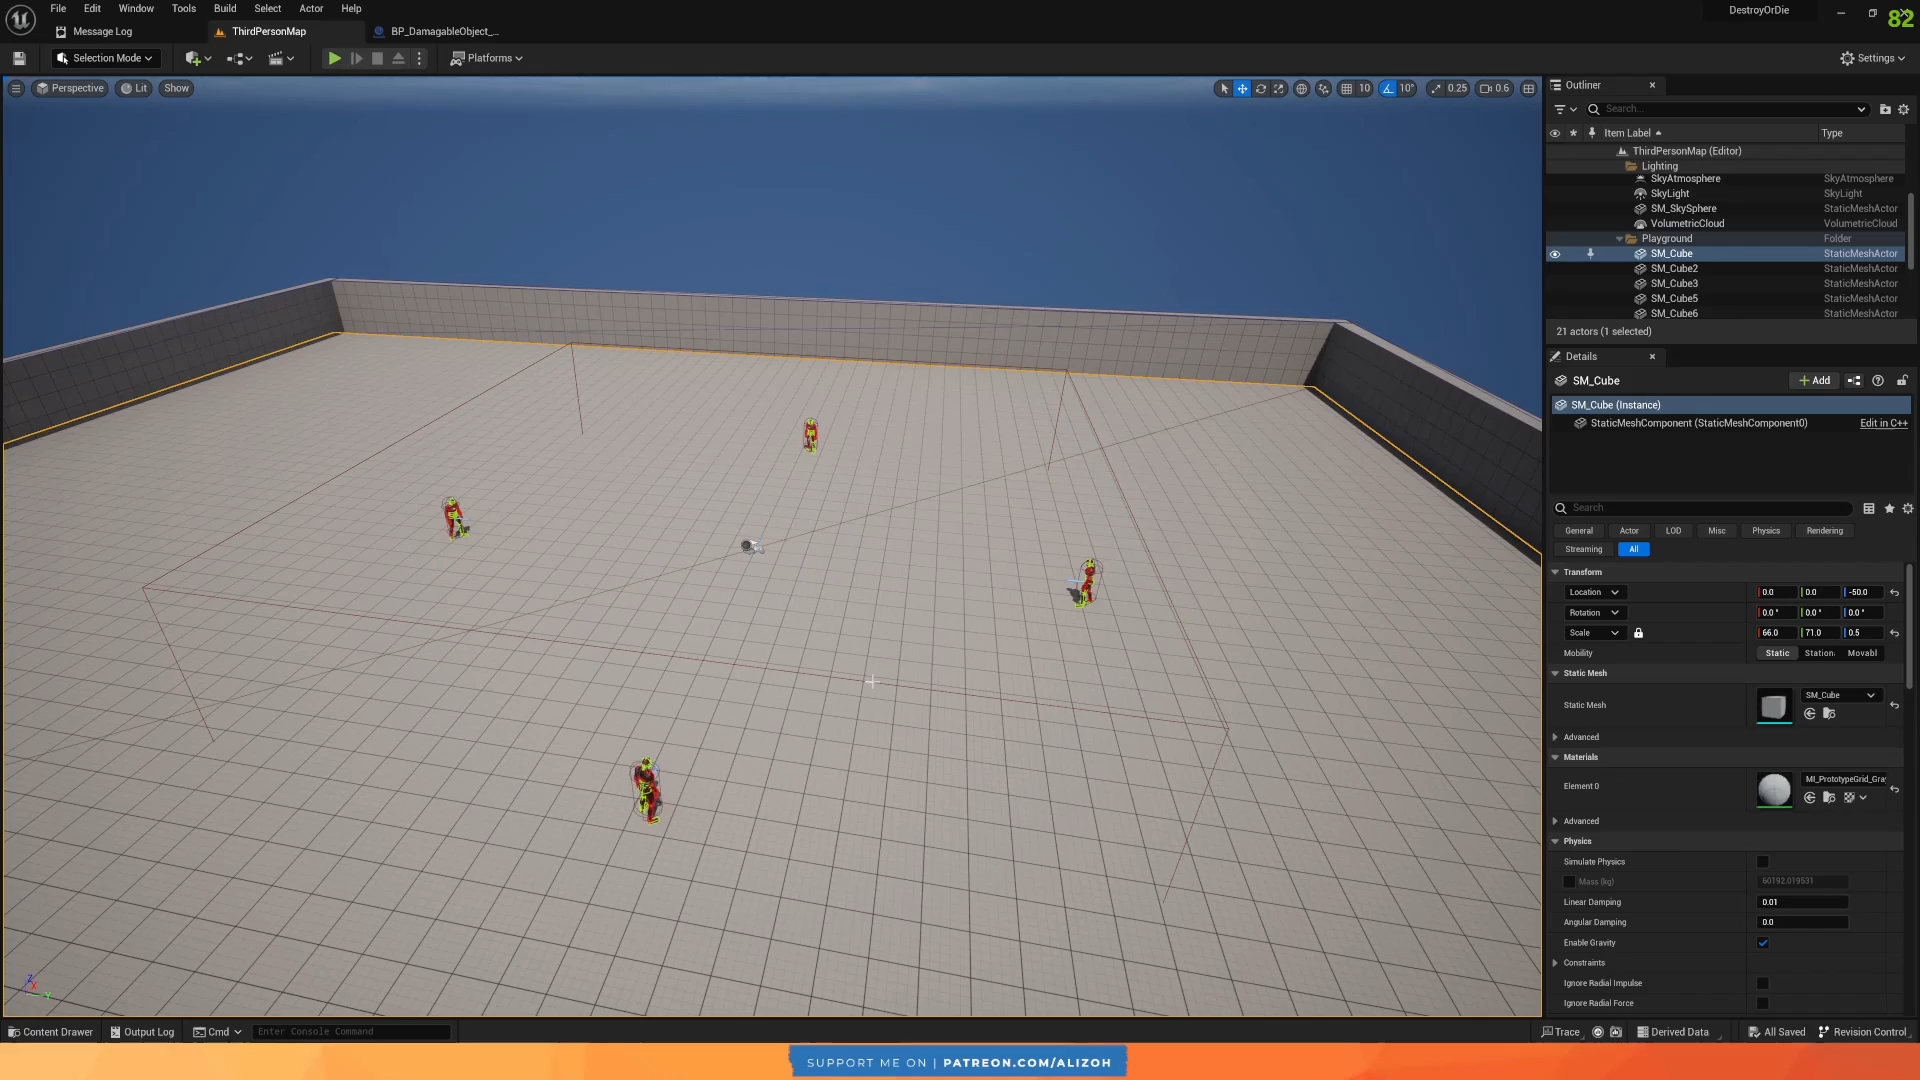 File Edit Window Tools Build Select Actor Help
DestroyOrDie
82
Message Log
ThirdPersonMap
BP_DamagableObject_...
Selection Mode
Platforms
Settings
Perspective
Lit
Show
10
10°
0.25
0.6
Outliner
Search...
Item Label
Type
ThirdPersonMap (Editor)
Lighting
SkyAtmosphere SkyAtmosphere
SkyLight SkyLight
SM_SkySphere StaticMeshActor
VolumetricCloud VolumetricCloud
Playground Folder
SM_Cube StaticMeshActor
SM_Cube2 StaticMeshActor
SM_Cube3 StaticMeshActor
SM_Cube5 StaticMeshActor
SM_Cube6 StaticMeshActor
21 actors (1 selected)
Details
SM_Cube
+ Add
SM_Cube (Instance)
StaticMeshComponent (StaticMeshComponent0) Edit in C++
Search
General Actor LOD Misc Physics Rendering
Streaming All
Transform
Location 0.0 0.0 -50.0
Rotation 0.0 ° 0.0 ° 0.0 °
Scale 66.0 71.0 0.5
Mobility Static Station Movabl
Static Mesh
Static Mesh SM_Cube
Advanced
Materials
Element 0 MI_PrototypeGrid_Gra
Advanced
Physics
Simulate Physics
Mass (kg) 60192.019531
Linear Damping 0.01
Angular Damping 0.0
Enable Gravity
Constraints
Ignore Radial Impulse
Ignore Radial Force
Z
X
Y
Content Drawer Output Log Cmd Enter Console Command
Trace Derived Data All Saved Revision Control
SUPPORT ME ON | PATREON.COM/ALIZOH